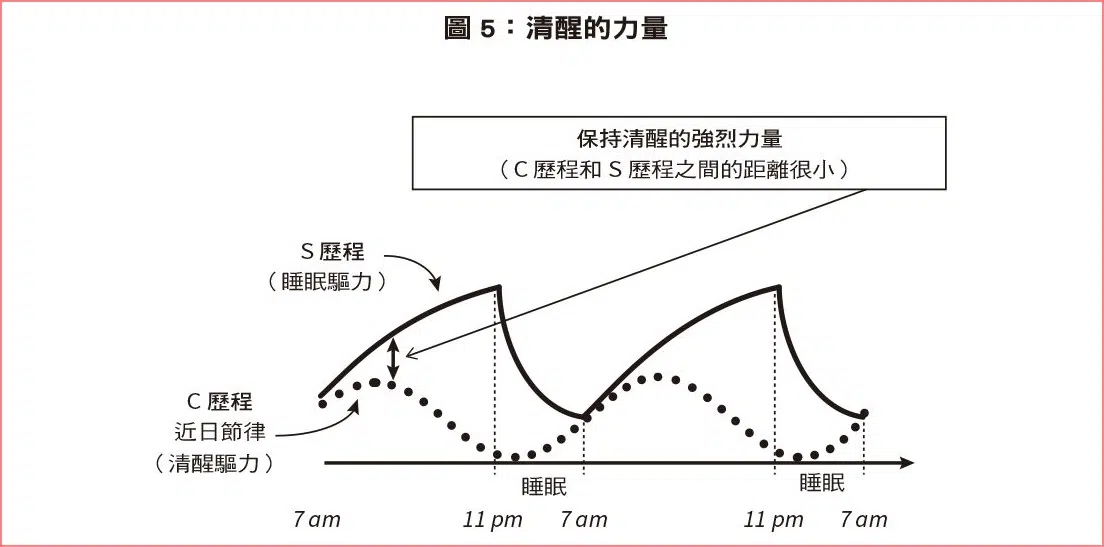 圖 5：清醒的力量
保持清醒的強烈力量
（C 歷程和 S 歷程之間的距離很小）
S 歷程
（睡眠驅力）
C 歷程
近日節律
（清醒驅力）
睡眠
睡眠
7 am
11 pm
7 am
11 pm
7 am